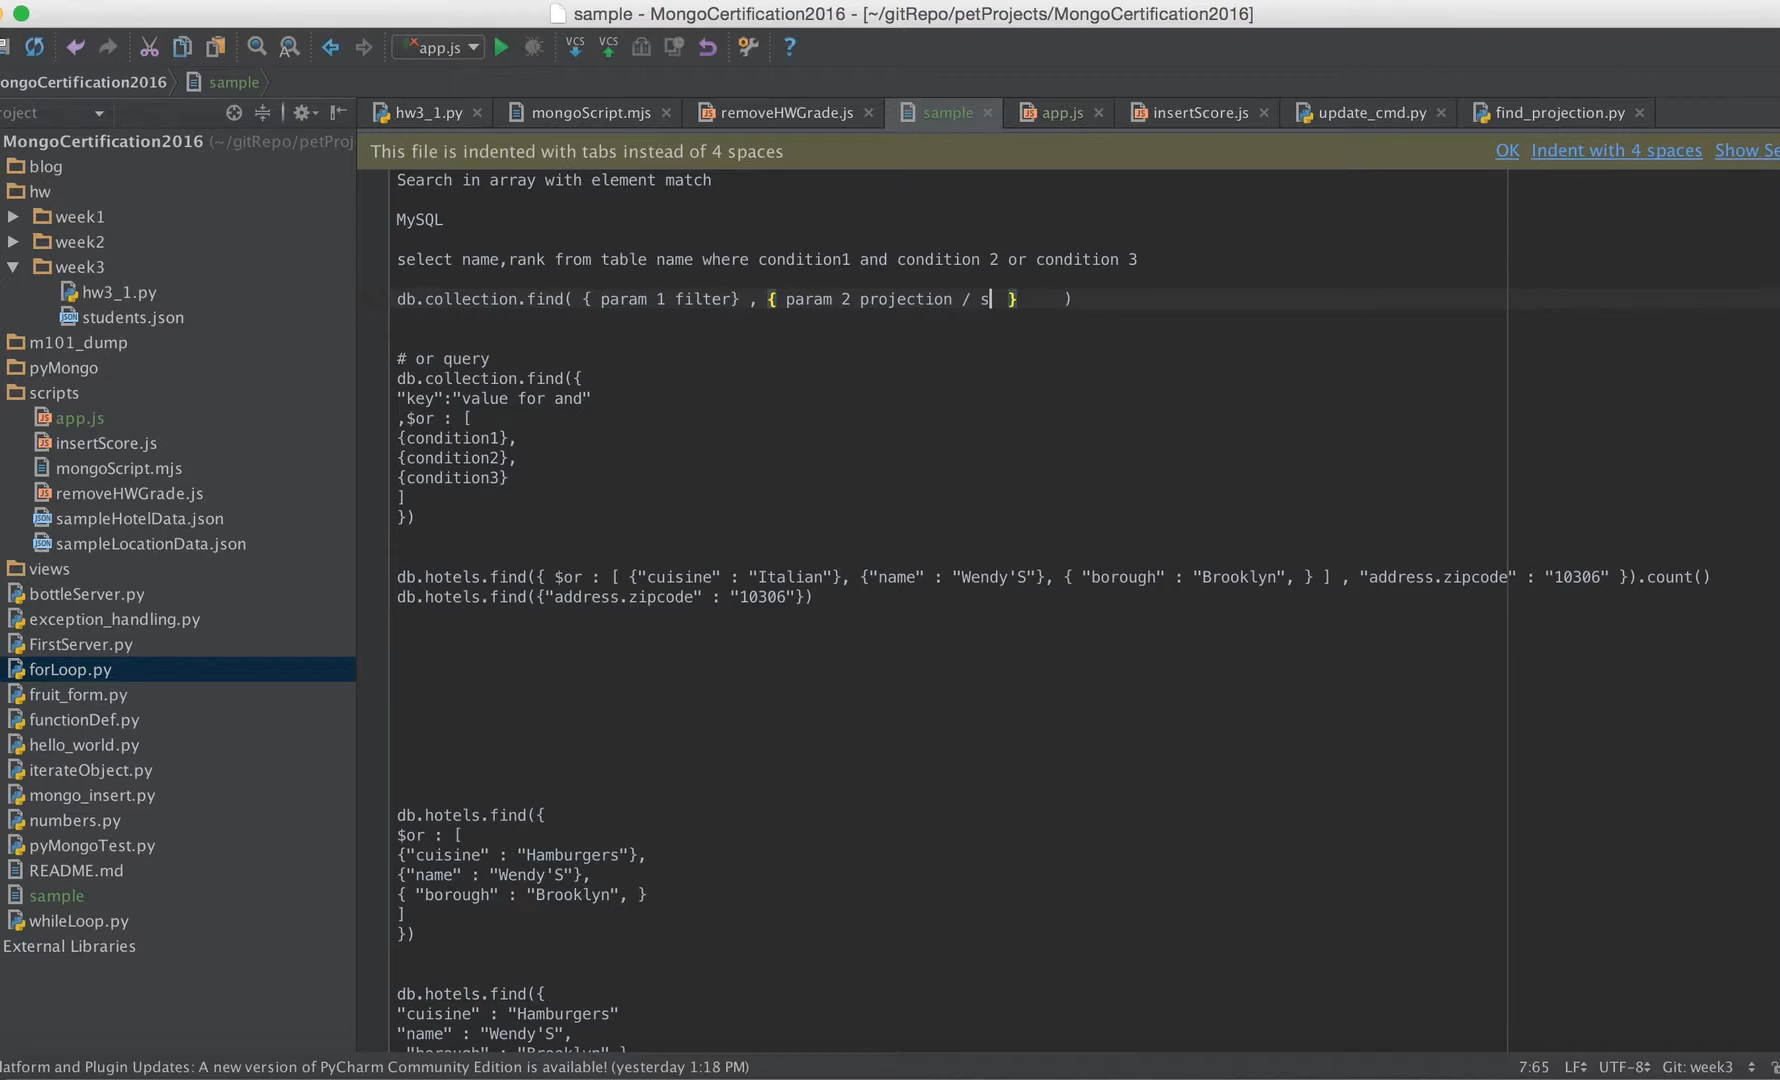 sample - MongoCertification2016 - [~/gitRepo/petProjects/MongoCertification2016]
app.js
VCS VCS
ongoCertification2016 sample
roject
hw3_1.py mongoScript.mjs removeHWGrade.js sample app.js insertScore.js update_cmd.py find_projection.py
MongoCertification2016 (~/gitRepo/petProj
blog
hw
week1
week2
week3
hw3_1.py
students.json
m101_dump
pyMongo
scripts
app.js
insertScore.js
mongoScript.mjs
removeHWGrade.js
sampleHotelData.json
sampleLocationData.json
views
bottleServer.py
exception_handling.py
FirstServer.py
forLoop.py
fruit_form.py
functionDef.py
hello_world.py
iterateObject.py
mongo_insert.py
numbers.py
pyMongoTest.py
README.md
sample
whileLoop.py
External Libraries
This file is indented with tabs instead of 4 spaces OK Indent with 4 spaces Show Se
Search in array with element match
MySQL
select name,rank from table name where condition1 and condition 2 or condition 3
db.collection.find( { param 1 filter} , { param 2 projection / s } )
# or query
db.collection.find({
"key":"value for and"
,$or : [
{condition1},
{condition2},
{condition3}
]
})
db.hotels.find({ $or : [ {"cuisine" : "Italian"}, {"name" : "Wendy'S"}, { "borough" : "Brooklyn", } ] , "address.zipcode" : "10306" }).count()
db.hotels.find({"address.zipcode" : "10306"})
db.hotels.find({
$or : [
{"cuisine" : "Hamburgers"},
{"name" : "Wendy'S"},
{ "borough" : "Brooklyn", }
]
})
db.hotels.find({
"cuisine" : "Hamburgers"
"name" : "Wendy'S",
"borough" : "Brooklyn" }
latform and Plugin Updates: A new version of PyCharm Community Edition is available! (yesterday 1:18 PM) 7:65 LF UTF-8 Git: week3